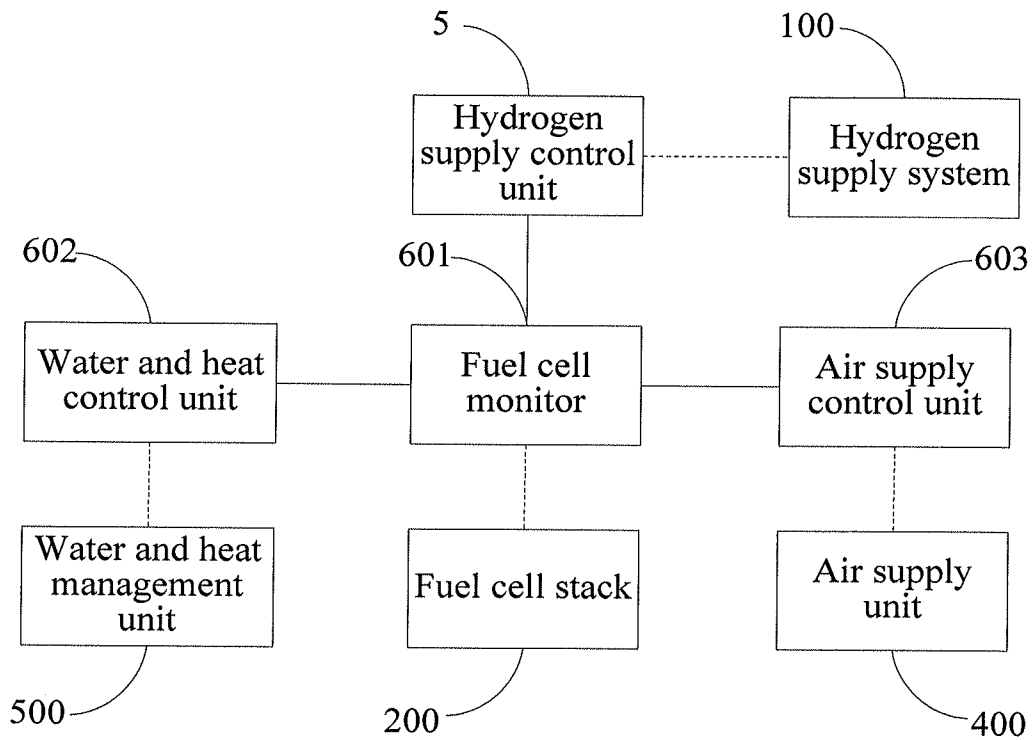 5
100
Hydrogen
supply control
unit
Hydrogen
supply system
602
601
603
Water and heat
control unit
Fuel cell
monitor
Air supply
control unit
Water and heat
management
unit
Fuel cell stack
Air supply
unit
500
200
400